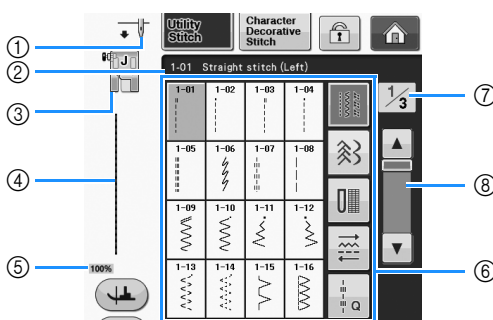 Utility Stitch
Character Decorative Stitch
①
②
③
④
⑤
⑥
⑦
⑧
J
1-01 Straight stitch (Left)
1-01 1-02 1-03 1-04
1/3
1-05 1-06 1-07 1-08
1-09 1-10 1-11 1-12
100%
1-13 1-14 1-15 1-16
Q